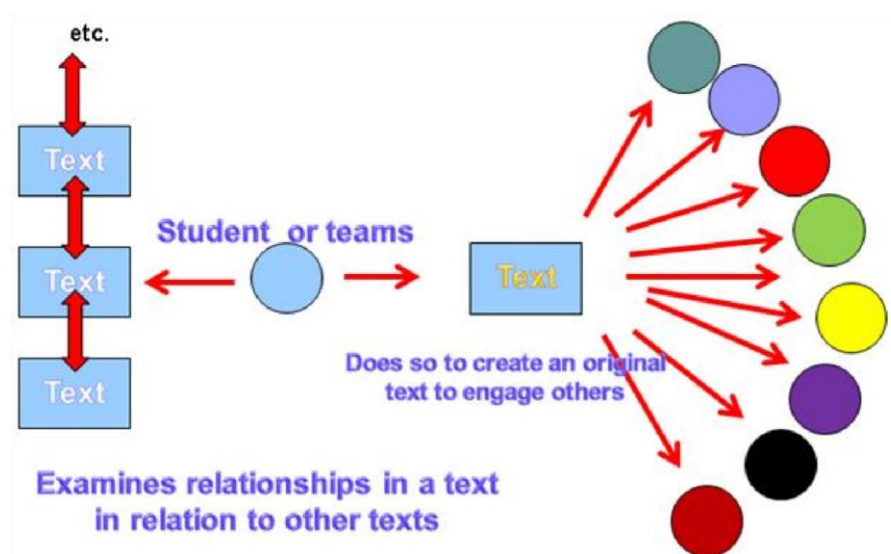 etc.
Text
Student or teams
Text
Text
Text
Does so to create an original
text to engage others
Examines relationships in a text
in relation to other texts